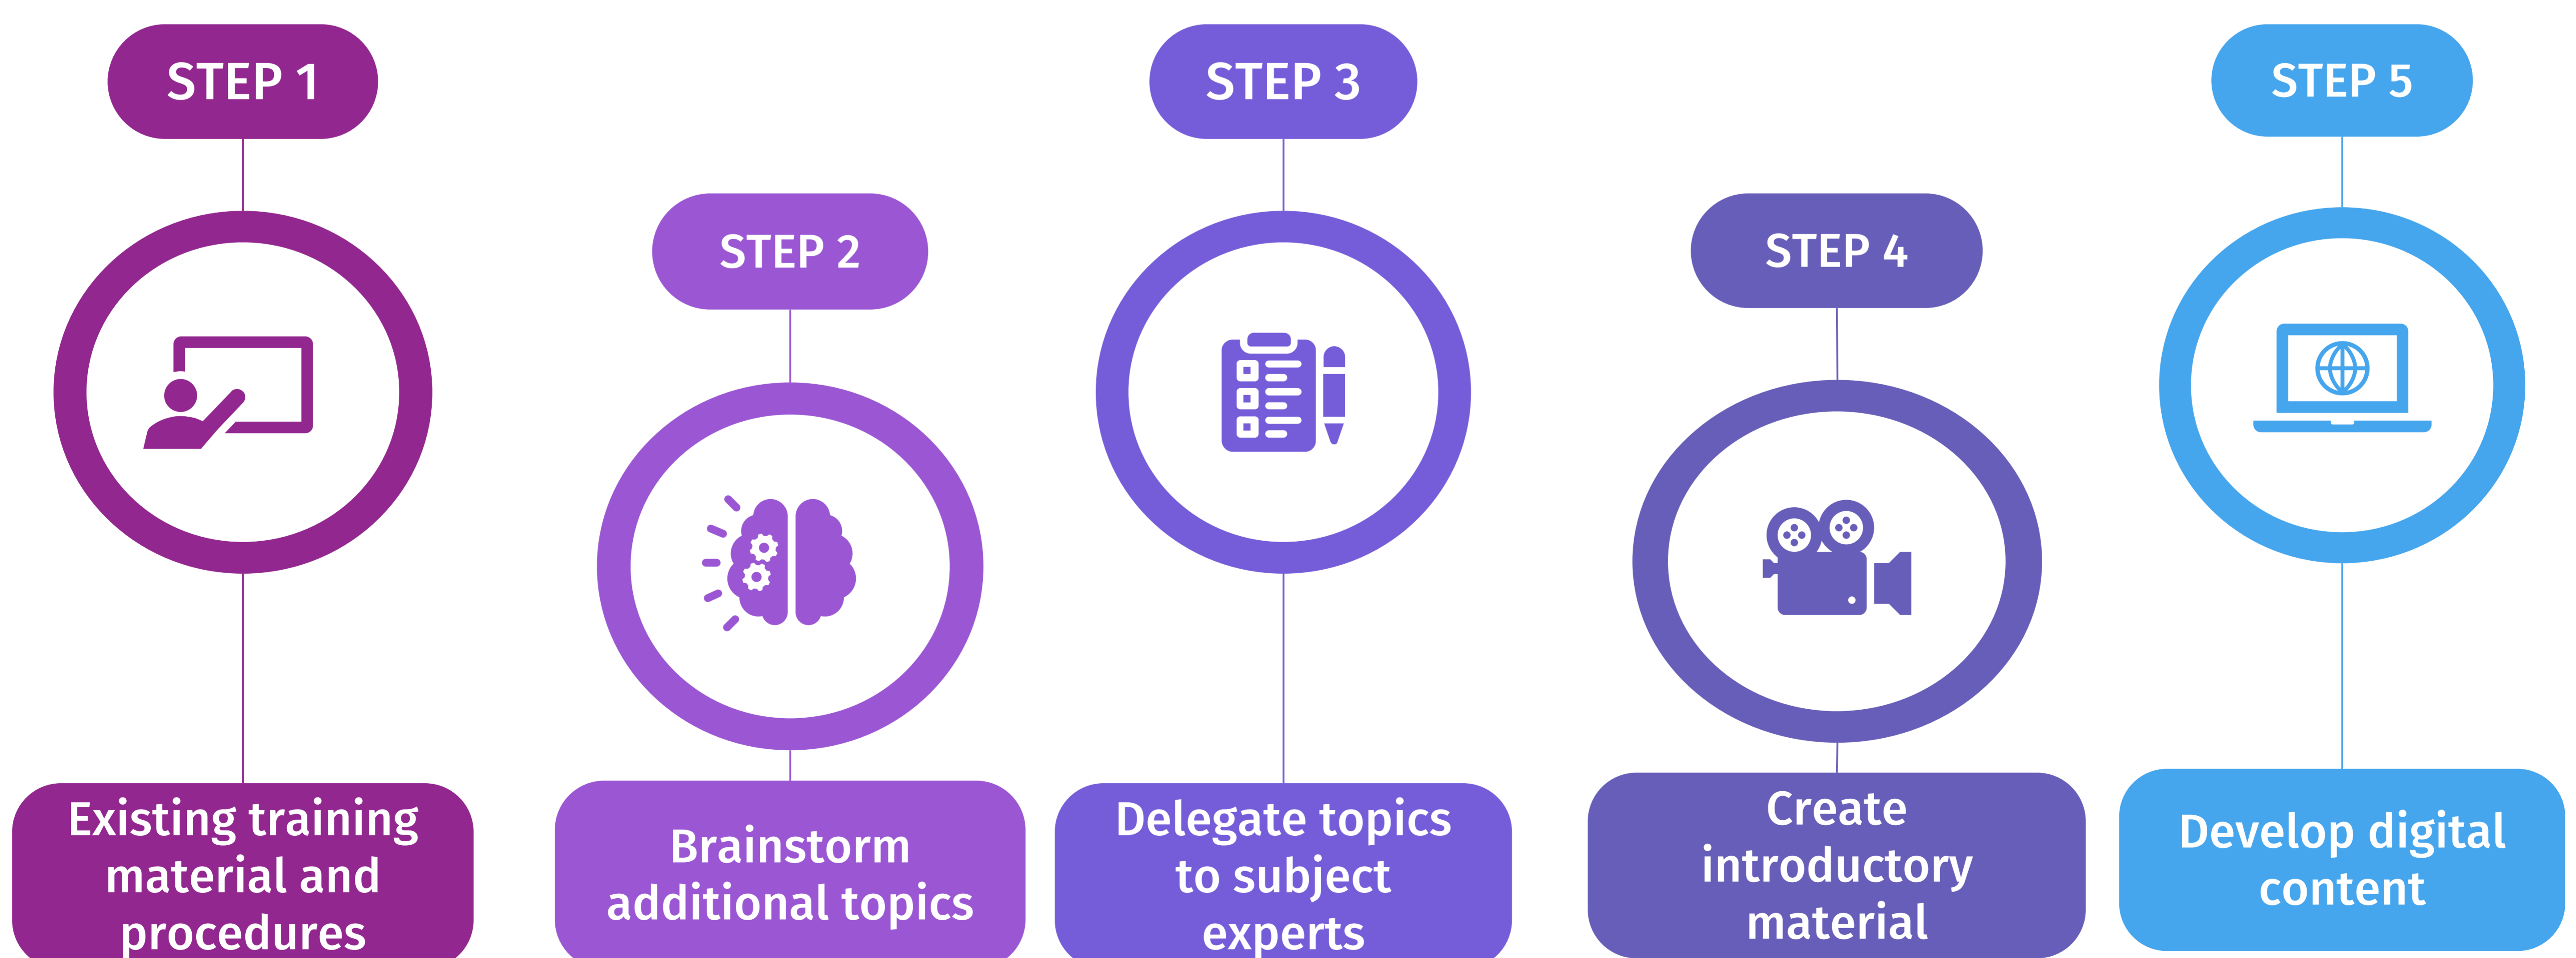 STEP 1
Existing training
material and
procedures
STEP 2
Brainstorm
additional topics
STEP 3
Delegate topics
to subject
experts
STEP 4
Create
introductory
material
STEP 5
Develop digital
content